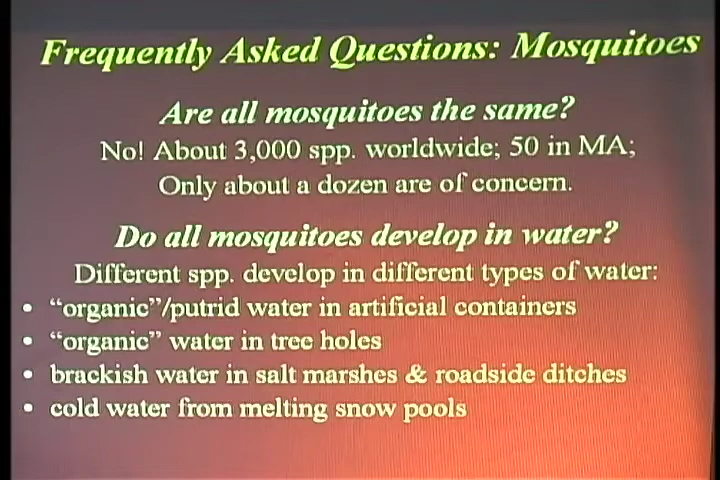 Frequently Asked Questions: Mosquitoes
Are all mosquitoes the same?
No! About 3,000 spp. worldwide; 50 in MA;
Only about a dozen are of concern.
Do all mosquitoes develop in water?
Different spp. develop in different types of water:
• “organic”/putrid water in artificial containers
• “organic” water in tree holes
• brackish water in salt marshes & roadside ditches
• cold water from melting snow pools